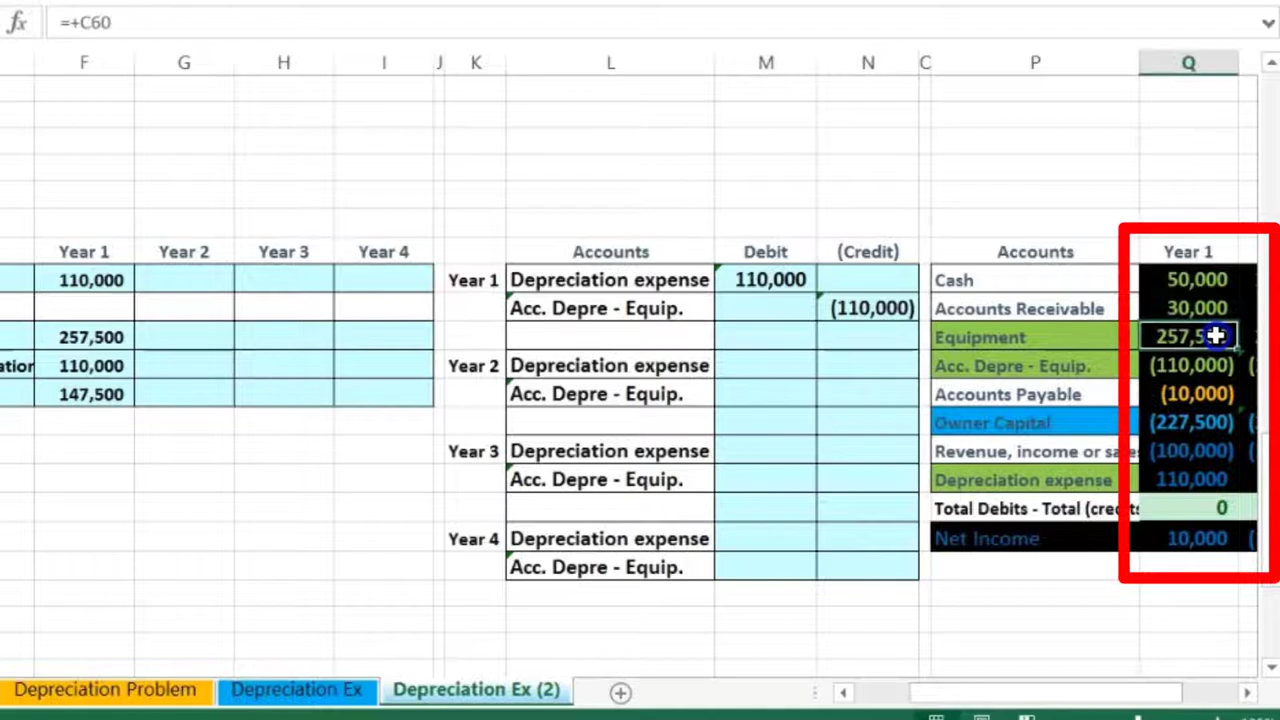 fx =+C60
F G H I J K L M N C P Q
Year 1 Year 2 Year 3 Year 4 Accounts Debit (Credit) Accounts Year 1
110,000 Year 1 Depreciation expense 110,000 Cash 50,000
Acc. Depre - Equip. (110,000) Accounts Receivable 30,000
257,500 Equipment
110,000 Year 2 Depreciation expense Acc. Depre - Equip. (110,000)
147,500 Acc. Depre - Equip. Accounts Payable (10,000)
Owner Capital (227,500)
Year 3 Depreciation expense Revenue, income or sales (100,000)
Acc. Depre - Equip. Depreciation expense 110,000
Total Debits - Total (credits 0
Year 4 Depreciation expense Net Income 10,000
Acc. Depre - Equip.
Depreciation Problem Depreciation Ex Depreciation Ex (2)